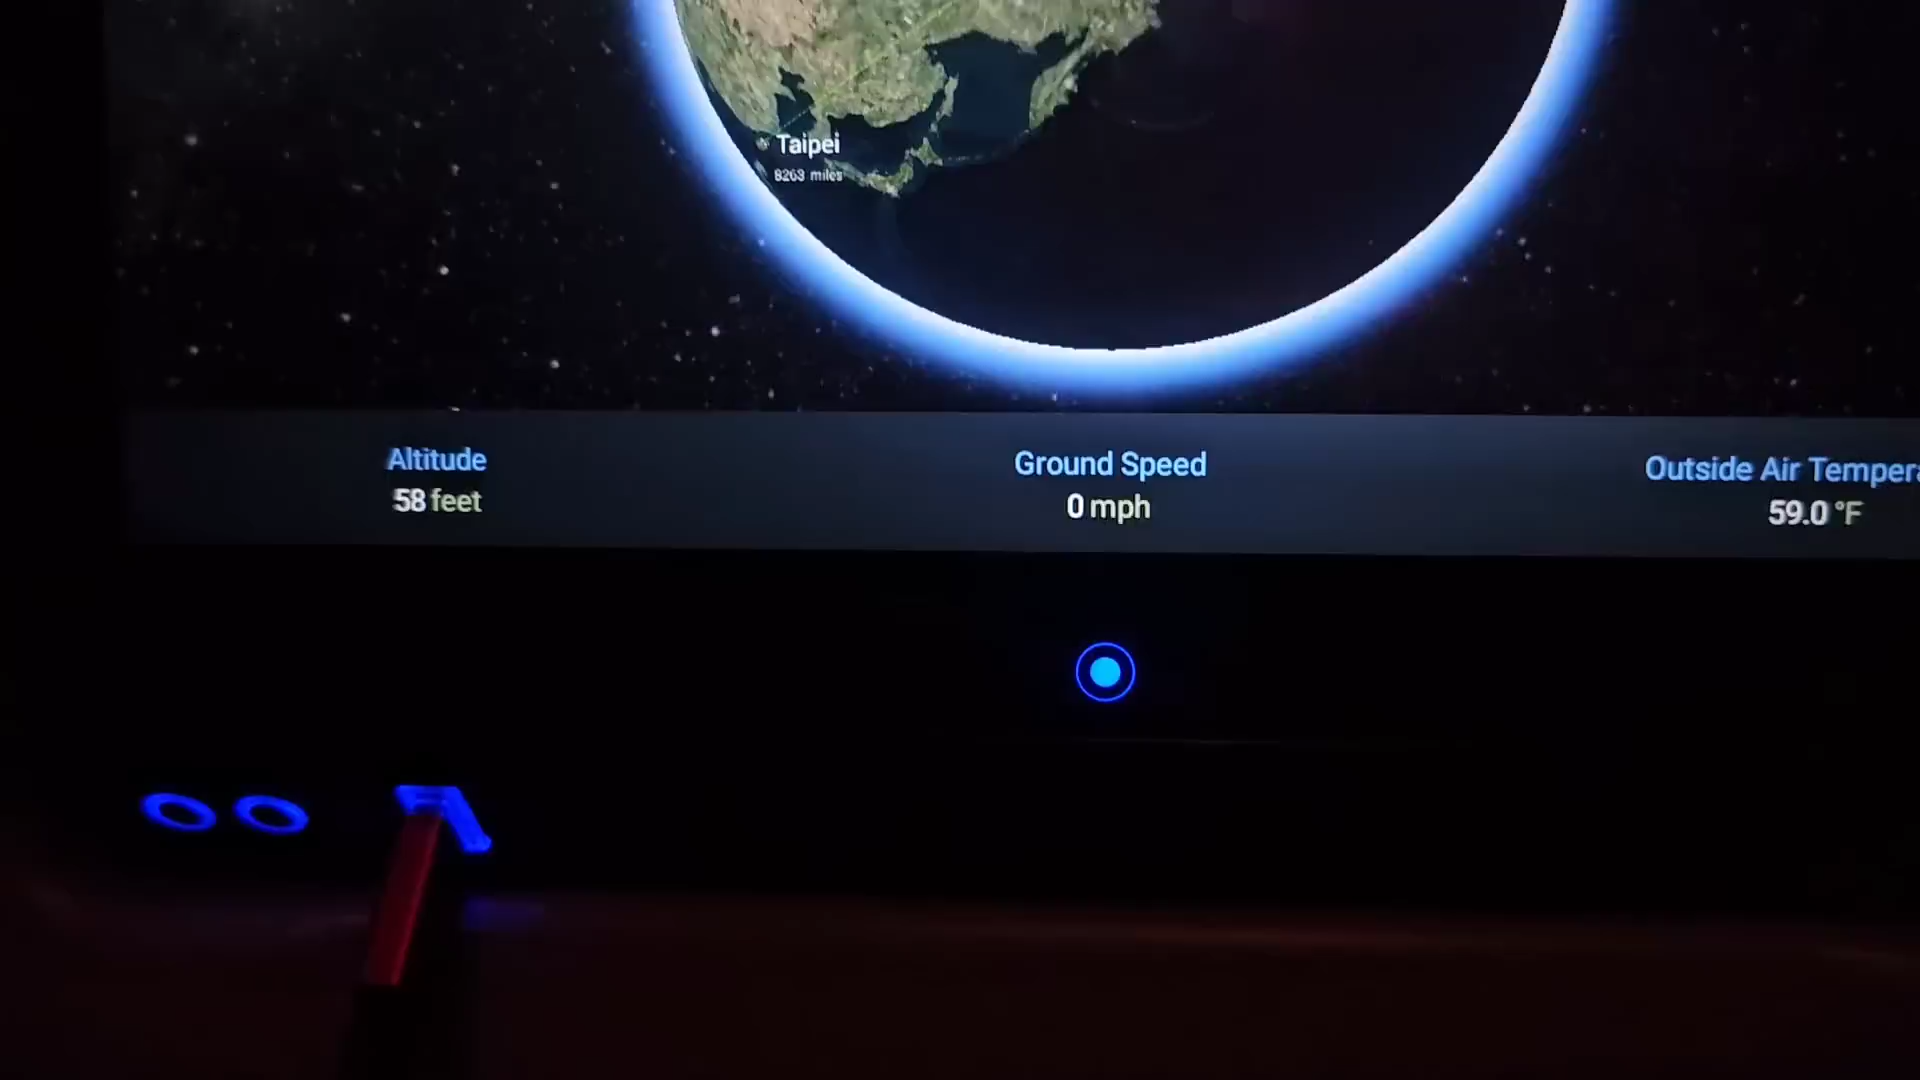 Taipei
8263 miles
Altitude
58 feet
Ground Speed
0 mph
Outside Air Tempera
59.0 °F